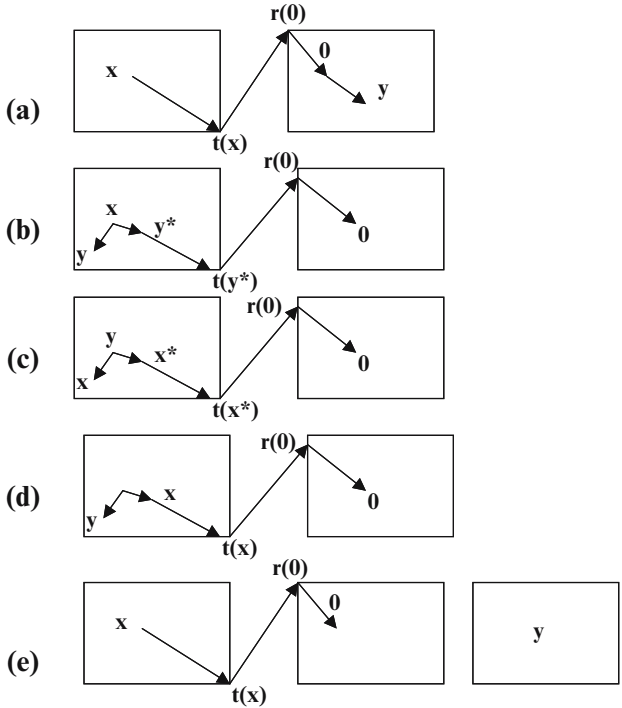 r(0)
x
0
y
(a)
t(x)
r(0)
x
y*
(b)
y
0
t(y*)
r(0)
y
x*
(c)
x
0
t(x*)
r(0)
(d)
x
y
0
t(x)
r(0)
x
0
y
(e)
t(x)